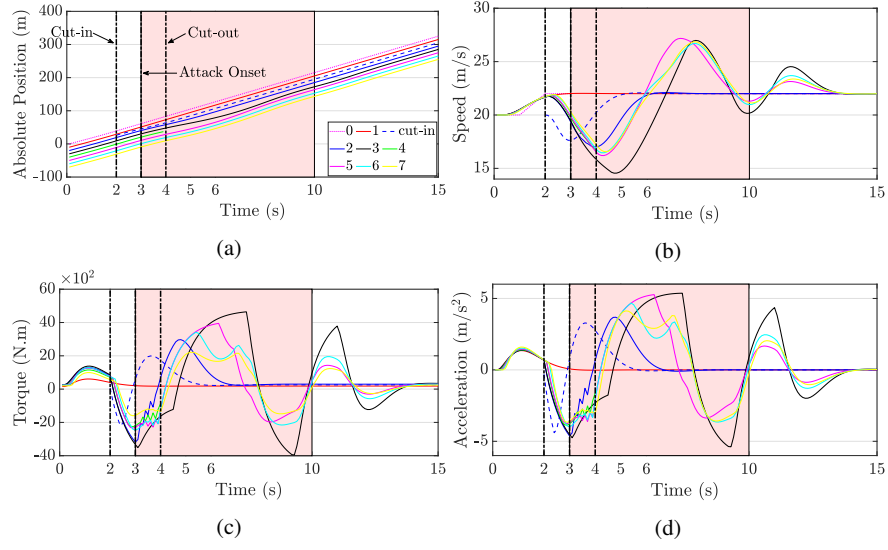 400
300
200
100
0
-100
Absolute Position (m)
Cut-in
Cut-out
Attack Onset
0 1 cut-in
2 3 4
5 6 7
0 2 3 4 5 6 10 15
Time (s)
(a)
30
25
20
15
Speed (m/s)
0 2 3 4 5 6 10 15
Time (s)
(b)
×10²
60
40
20
0
-20
-40
Torque (N.m)
0 2 3 4 5 6 10 15
Time (s)
(c)
5
0
-5
Acceleration (m/s²)
0 2 3 4 5 6 10 15
Time (s)
(d)